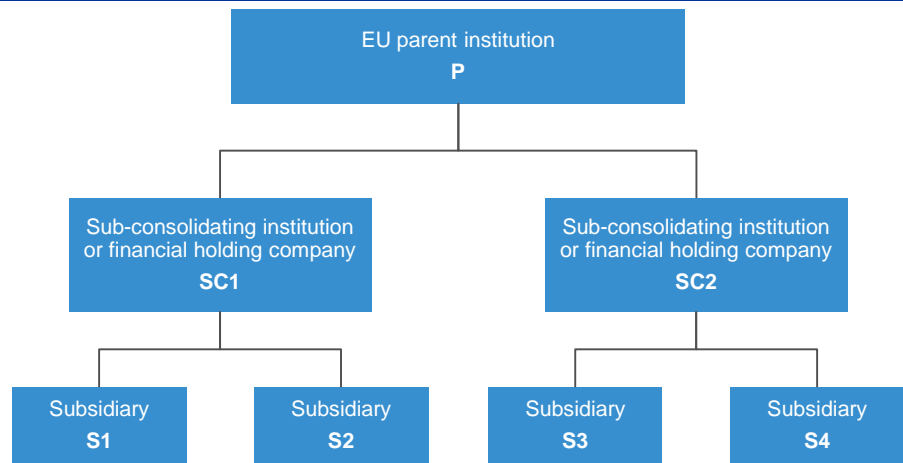 EU parent institution
P
Sub-consolidating institution
or financial holding company
SC1
Sub-consolidating institution
or financial holding company
SC2
Subsidiary
S1
Subsidiary
S2
Subsidiary
S3
Subsidiary
S4